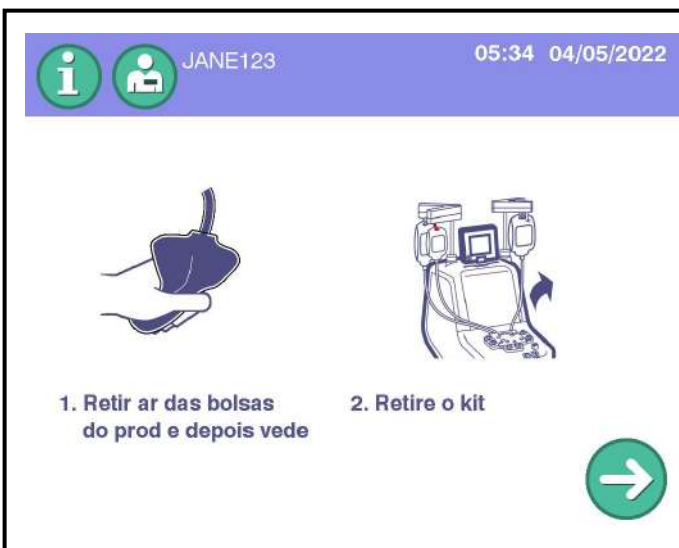 JANE123
05:34 04/05/2022
1. Retir ar das bolsas
do prod e depois vede
2. Retire o kit